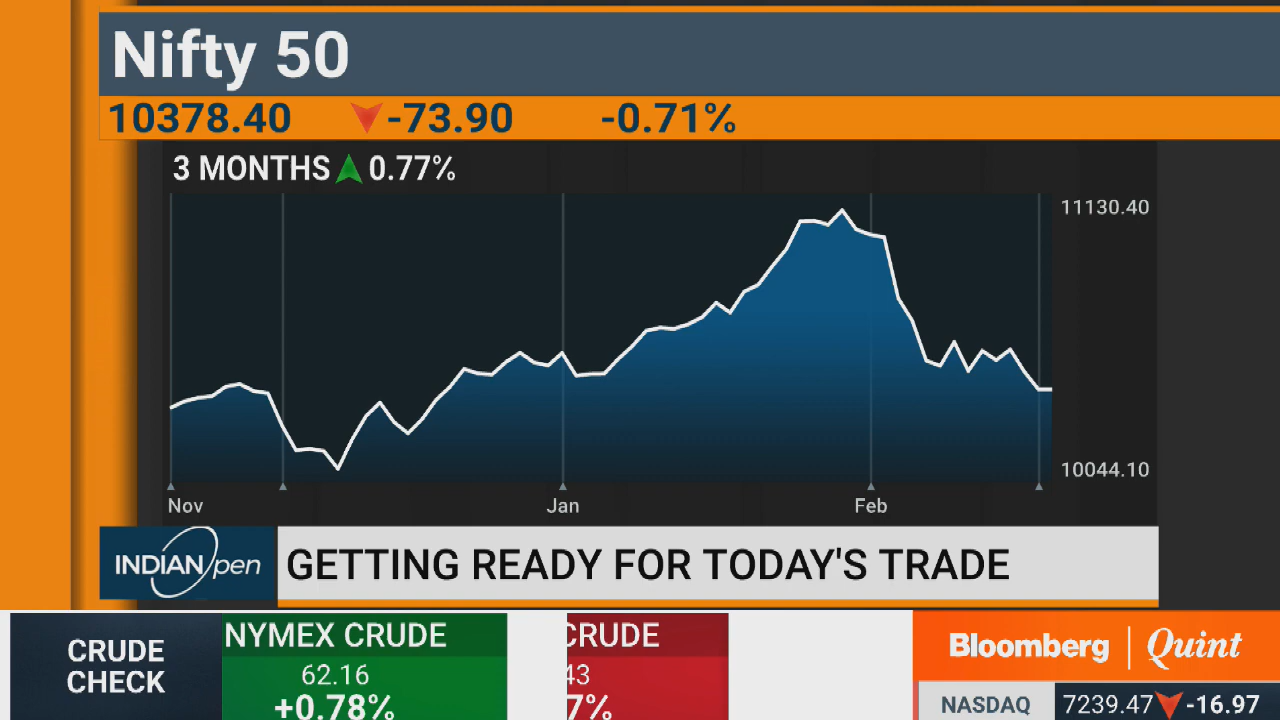 Nifty 50
10378.40 -73.90 -0.71%
3 MONTHS 0.77%
11130.40
10044.10
Nov Jan Feb
INDIAN Open GETTING READY FOR TODAY'S TRADE
CRUDE CHECK
NYMEX CRUDE
62.16
+0.78%
CRUDE
43
7%
Bloomberg | Quint
NASDAQ 7239.47 -16.97